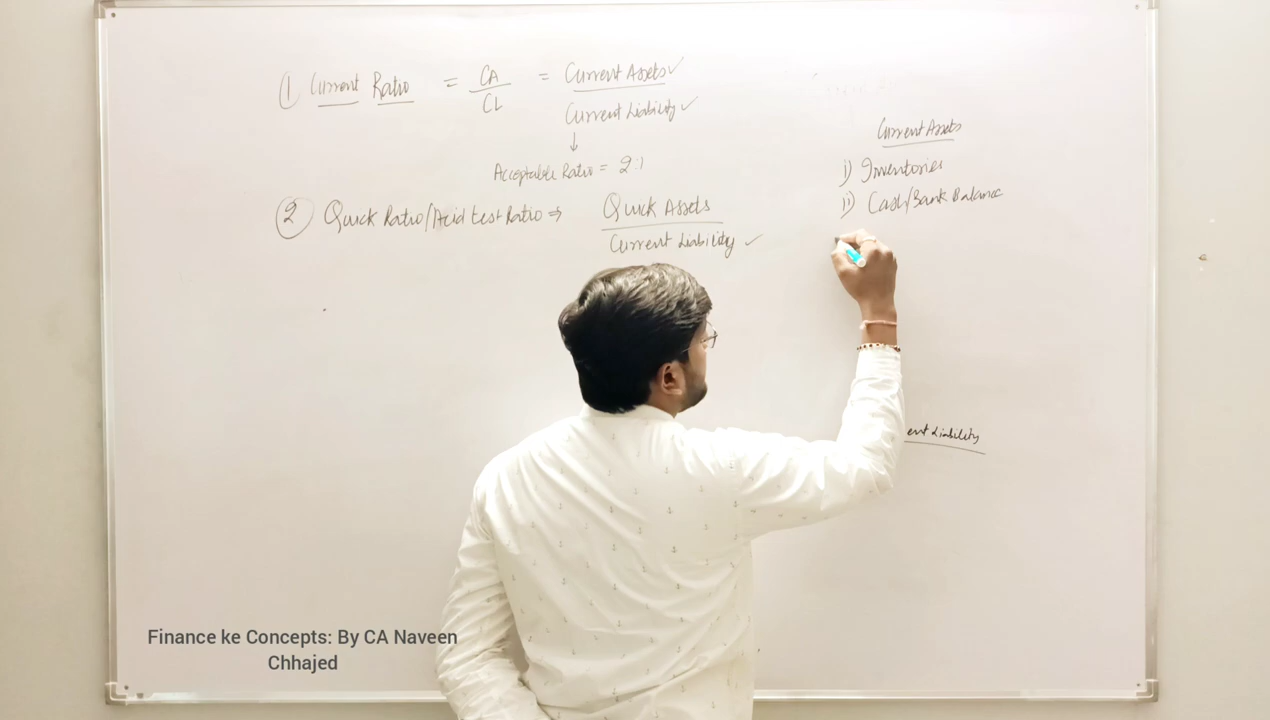 ① Current Ratio = CA/CL = Current Assets ✓ / Current Liability ✓
↓
Acceptable Ratio = 2:1
② Quick Ratio/Acid test Ratio ⇒ Quick Assets / Current Liability ✓
Current Assets
i) Inventories
ii) Cash/Bank Balance
ent Liability
Finance ke Concepts: By CA Naveen
Chhajed